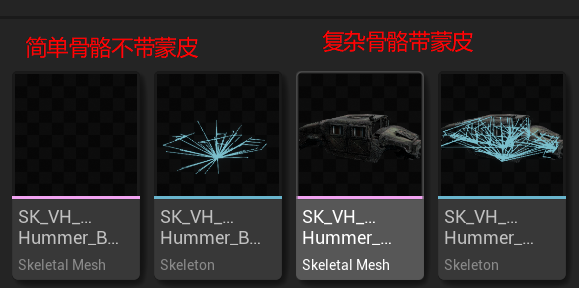 简单骨骼不带蒙皮
复杂骨骼带蒙皮
SK_VH_...
Hummer_B...
Skeletal Mesh
SK_VH_...
Hummer_B...
Skeleton
SK_VH_...
Hummer_...
Skeletal Mesh
SK_VH_...
Hummer_...
Skeleton